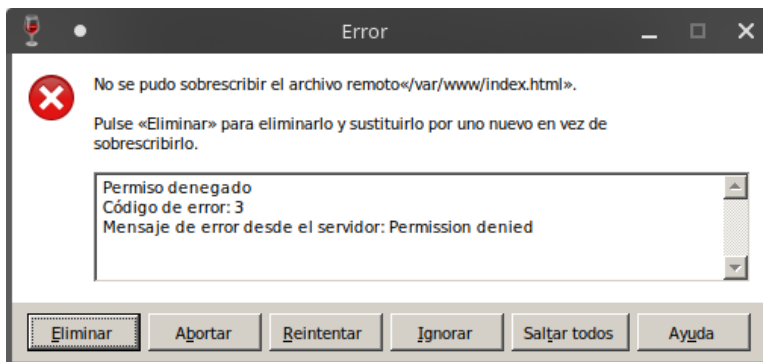 Error
No se pudo sobrescribir el archivo remoto«/var/www/index.html».
Pulse «Eliminar» para eliminarlo y sustituirlo por uno nuevo en vez de
sobrescribirlo.
Permiso denegado
Código de error: 3
Mensaje de error desde el servidor: Permission denied
Eliminar
Abortar
Reintentar
Ignorar
Saltar todos
Ayuda